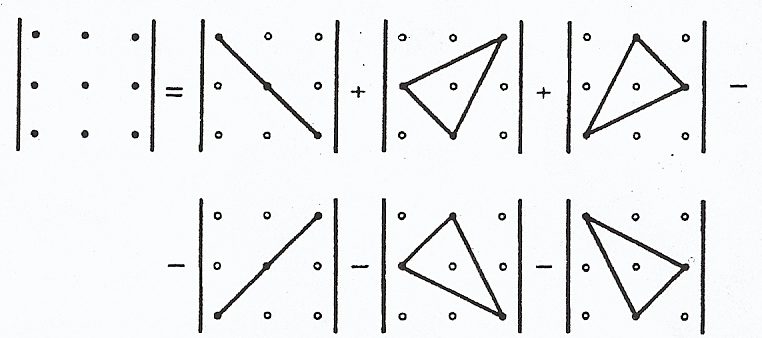 = + + −
− − −